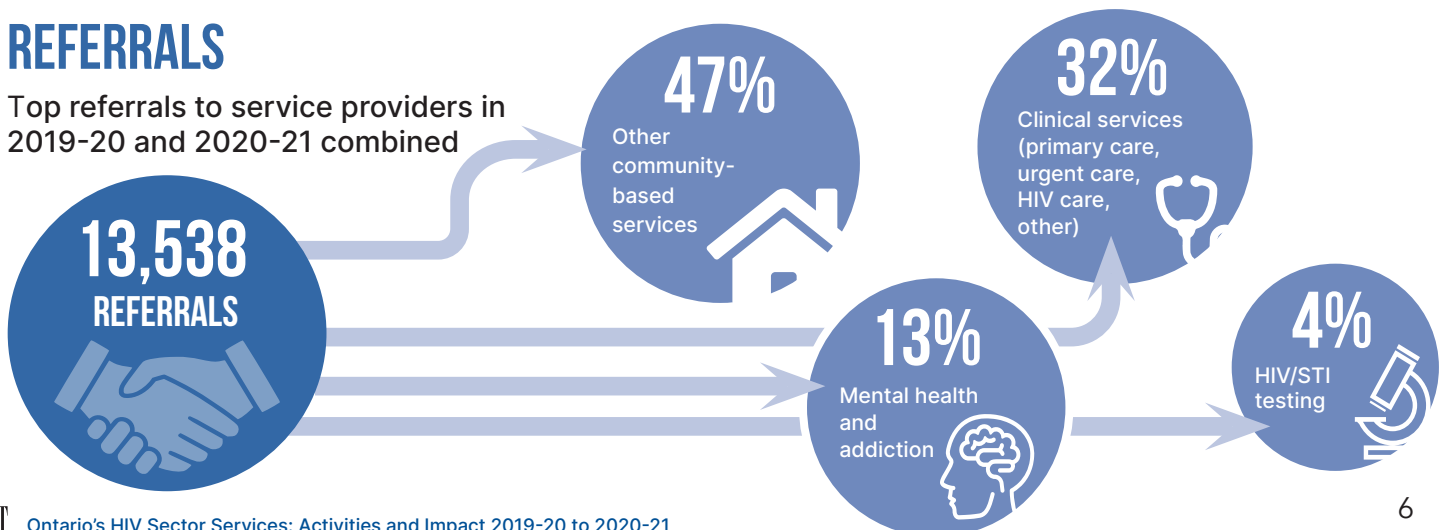 REFERRALS
Top referrals to service providers in
2019-20 and 2020-21 combined
13,538
REFERRALS
47%
Other
community-
based
services
32%
Clinical services
(primary care,
urgent care,
HIV care,
other)
13%
Mental health
and
addiction
4%
HIV/STI
testing
Ontario's HIV Sector Services: Activities and Impact 2019-20 to 2020-21
6